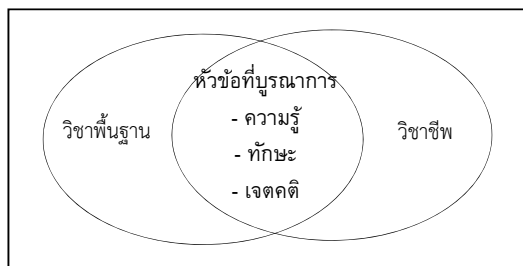 หัวข้อที่บูรณาการ
- ความรู้
วิชาพื้นฐาน
วิชาชีพ
- ทักษะ
- เจตคติ